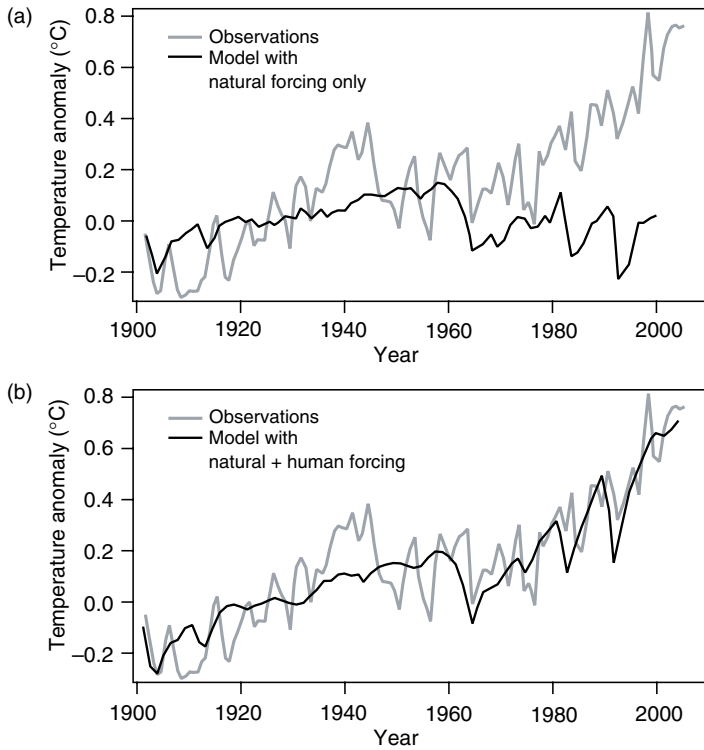 (a)
0.8
0.6
0.4
0.2
0.0
−0.2
Temperature anomaly (°C)
Observations
Model with
natural forcing only
1900 1920 1940 1960 1980 2000
Year
(b)
0.8
0.6
0.4
0.2
0.0
−0.2
Temperature anomaly (°C)
Observations
Model with
natural + human forcing
1900 1920 1940 1960 1980 2000
Year